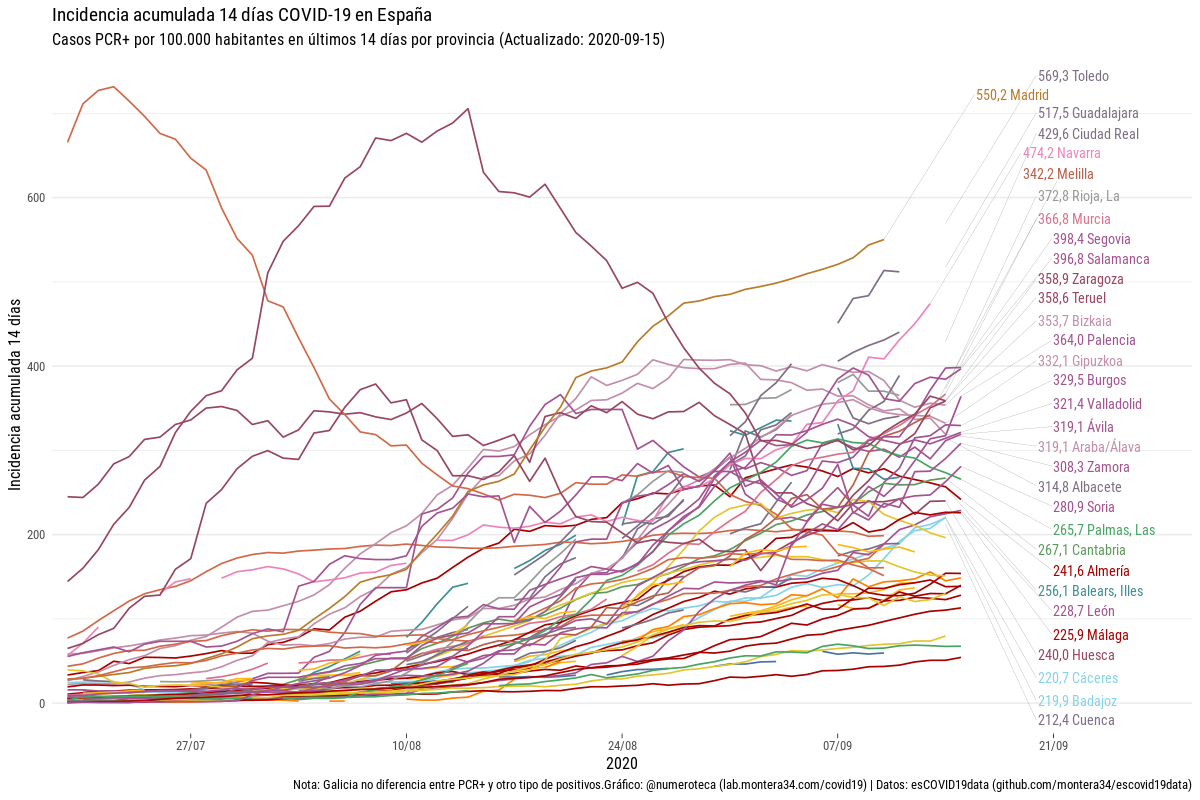 Incidencia acumulada 14 días COVID-19 en España
Casos PCR+ por 100.000 habitantes en últimos 14 días por provincia (Actualizado: 2020-09-15)
Incidencia acumulada 14 días
600
400
200
0
569,3 Toledo
550,2 Madrid
517,5 Guadalajara
429,6 Ciudad Real
474,2 Navarra
342,2 Melilla
372,8 Rioja, La
366,8 Murcia
398,4 Segovia
396,8 Salamanca
358,9 Zaragoza
358,6 Teruel
353,7 Bizkaia
364,0 Palencia
332,1 Gipuzkoa
329,5 Burgos
321,4 Valladolid
319,1 Ávila
319,1 Araba/Álava
308,3 Zamora
314,8 Albacete
280,9 Soria
265,7 Palmas, Las
267,1 Cantabria
241,6 Almería
256,1 Balears, Illes
228,7 León
225,9 Málaga
240,0 Huesca
220,7 Cáceres
219,9 Badajoz
212,4 Cuenca
27/07
10/08
24/08
07/09
21/09
2020
Nota: Galicia no diferencia entre PCR+ y otro tipo de positivos.Gráfico: @numeroteca (lab.montera34.com/covid19) | Datos: esCOVID19data (github.com/montera34/escovid19data)